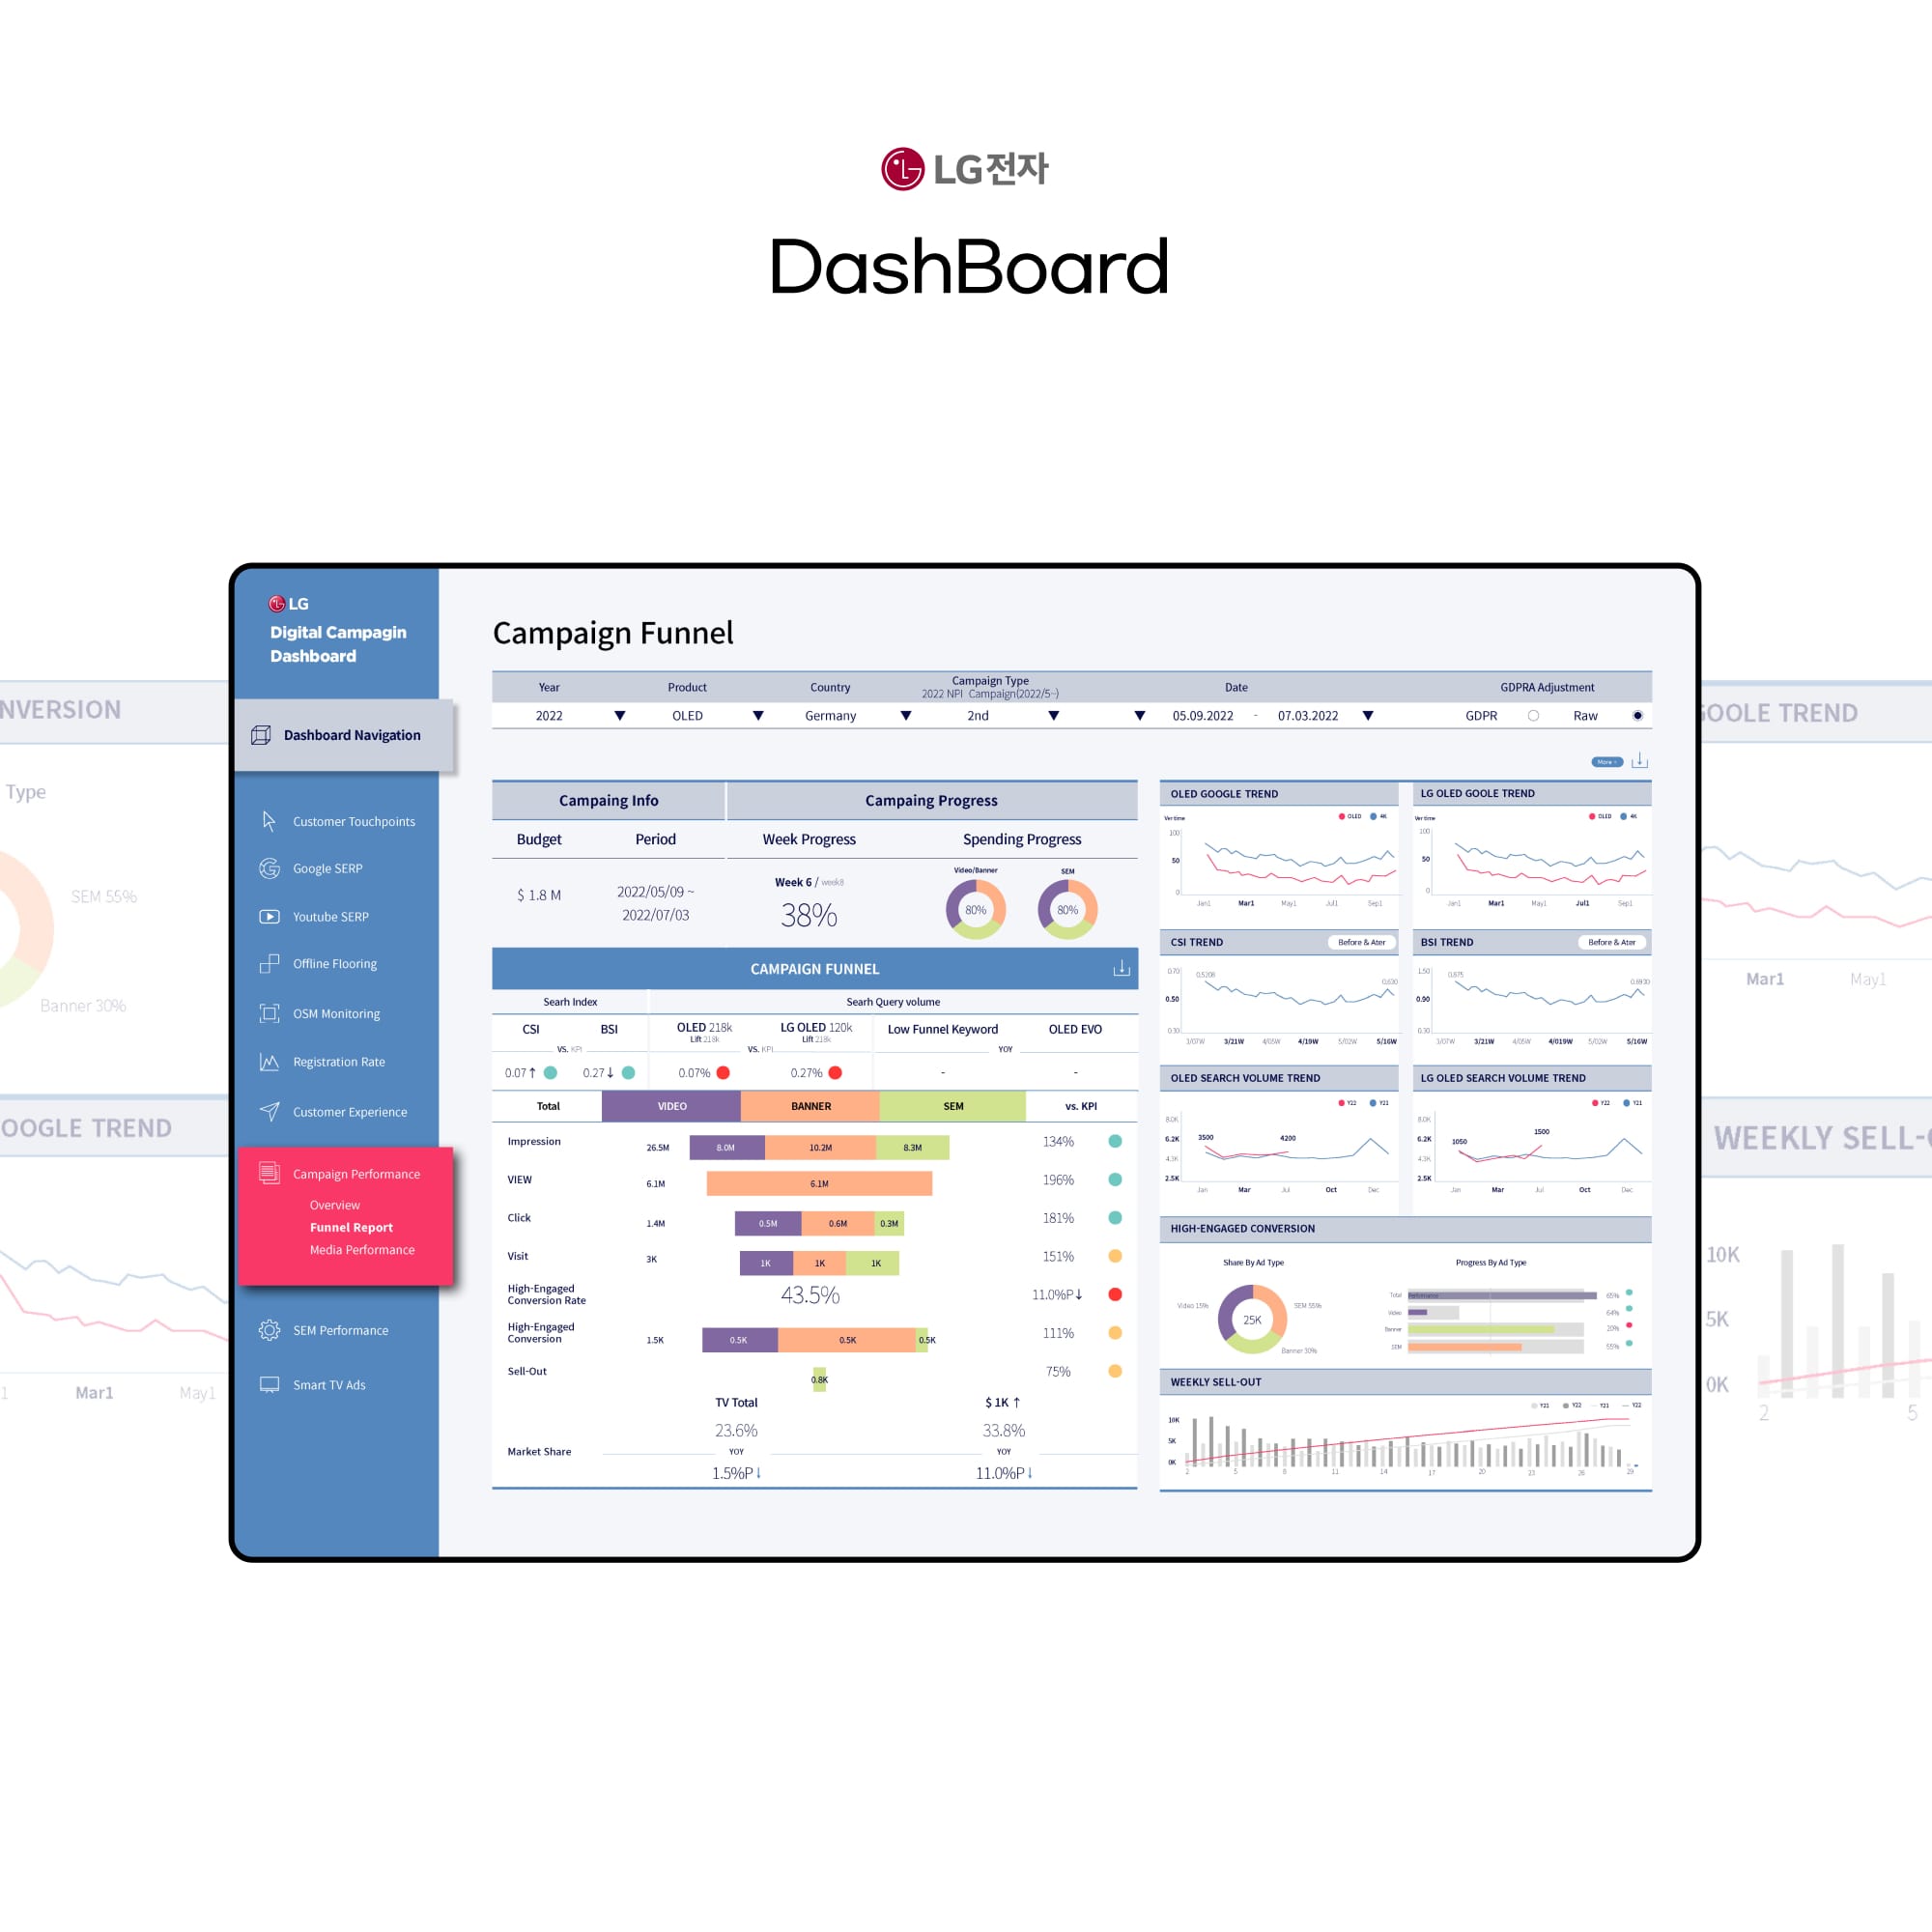 LG전자
DashBoard
LG
Digital Campagin
Dashboard
Dashboard Navigation
Customer Touchpoints
Google SERP
Youtube SERP
Offline Flooring
OSM Monitoring
Registration Rate
Customer Experience
Campaign Performance
Overview
Funnel Report
Media Performance
SEM Performance
Smart TV Ads
Campaign Funnel
Year Product Country Campaign Type Date GDPRA Adjustment
2022 NPI Campaign(2022/5~)
2022 ▼ OLED ▼ Germany ▼ 2nd ▼ ▼ 05.09.2022 - 07.03.2022 ▼ GDPR Raw
More >
Campaing Info Campaing Progress
Budget Period Week Progress Spending Progress
$ 1.8 M
2022/05/09 ~
2022/07/03
Week 6 / week8
38%
Video/Banner
80%
SEM
80%
CAMPAIGN FUNNEL
Searh Index Searh Query volume
CSI BSI OLED 218k LG OLED 120k Low Funnel Keyword OLED EVO
Lift 218k Lift 218k
VS. KPI VS. KPI YOY
0.07↑ 0.27↓ 0.07% 0.27% - -
Total VIDEO BANNER SEM vs. KPI
Impression 26.5M 8.0M 10.2M 8.3M 134%
VIEW 6.1M 6.1M 196%
Click 1.4M 0.5M 0.6M 0.3M 181%
Visit 3K 1K 1K 1K 151%
High-Engaged
Conversion Rate 43.5% 11.0%P↓
High-Engaged
Conversion 1.5K 0.5K 0.5K 0.5K 111%
Sell-Out 0.8K 75%
TV Total $ 1K ↑
23.6% 33.8%
Market Share YOY YOY
1.5%P↓ 11.0%P↓
OLED GOOGLE TREND
Ver time OLED 4K
100
50
0
Jan1 Mar1 May1 Jul1 Sep1
LG OLED GOOLE TREND
Ver time OLED 4K
100
50
0
Jan1 Mar1 May1 Jul1 Sep1
CSI TREND Before & Ater
0.70 0.5208 0.630
0.50
0.30
3/07W 3/21W 4/05W 4/19W 5/02W 5/16W
BSI TREND Before & Ater
1.50 0.875 0.8930
0.90
0.30
3/07W 3/21W 4/05W 4/019W 5/02W 5/16W
OLED SEARCH VOLUME TREND
Y22 Y21
8.0K
6.2K 3500 4200
4.3K
2.5K
Jan Mar Jul Oct Dec
LG OLED SEARCH VOLUME TREND
Y22 Y21
8.0K
6.2K 1050 1500
4.3K
2.5K
Jan Mar Jul Oct Dec
HIGH-ENGAGED CONVERSION
Share By Ad Type Progress By Ad Type
Video 15% SEM 55%
25K
Banner 30%
Total 65%
Video 64%
Banner 20%
SEM 55%
WEEKLY SELL-OUT
Y21 Y22 Y21 Y22
10K
5K
0K
2 5 8 11 14 17 20 23 26 29
NVERSION
Type
SEM 55%
Banner 30%
OOGLE TREND
1 Mar1 May1
GOOLE TREND
Mar1 May1
WEEKLY SELL-O
10K
5K
0K
2 5